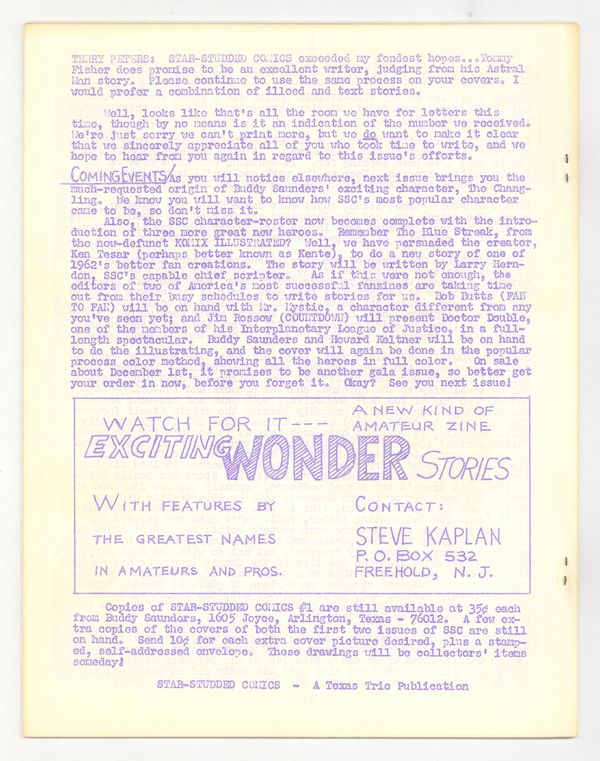 TERRY PETERS: STAR-STUDDED COMICS exceeded my fondest hopes...Tommy
Fisher does promise to be an excellent writer, judging from his Astral
Man story. Please continue to use the same process on your covers. I
would prefer a combination of illoed and text stories.
Well, looks like that's all the room we have for letters this
time, though by no means is it an indication of the number we received.
We're just sorry we can't print more, but we do want to make it clear
that we sincerely appreciate all of you who took time to write, and we
hope to hear from you again in regard to this issue's efforts.
COMING EVENTS/As you will notice elsewhere, next issue brings you the
much-requested origin of Buddy Saunders' exciting character, The Chang-
ling. We know you will want to know how SSC's most popular character
came to be, so don't miss it.
Also, the SSC character-roster now becomes complete with the intro-
duction of three more great new heroes. Remember The Blue Streak, from
the now-defunct KOMIX ILLUSTRATED? Well, we have persuaded the creator,
Ken Tesar (perhaps better known as Kente), to do a new story of one of
1962's better fan creations. The story will be written by Larry Hern-
don, SSC's capable chief scripter. As if this were not enough, the
editors of two of America's most successful fanzines are taking time
out from their busy schedules to write stories for us. Bob Butts (FAN
TO FAN) will be on hand with Mr. Mystic, a character different from any
you've seen yet; and Jim Rossow (COUNTDOWN) will present Doctor Double,
one of the members of his Interplanetary League of Justice, in a full-
length spectacular. Buddy Saunders and Howard Keltner will be on hand
to do the illustrating, and the cover will again be done in the popular
process color method, showing all the heroes in full color. On sale
about December 1st, it promises to be another gala issue, so better get
your order in now, before you forget it. Okay? See you next issue!
WATCH FOR IT---
A NEW KIND OF
AMATEUR ZINE
EXCITING WONDER STORIES
WITH FEATURES BY
THE GREATEST NAMES
IN AMATEURS AND PROS.
CONTACT:
STEVE KAPLAN
P.O. BOX 532
FREEHOLD, N. J.
Copies of STAR-STUDDED COMICS #1 are still available at 35¢ each
from Buddy Saunders, 1605 Joyce, Arlington, Texas - 76012. A few ex-
tra copies of the covers of both the first two issues of SSC are still
on hand. Send 10¢ for each extra cover picture desired, plus a stamp-
ed, self-addressed envelope. These drawings will be collectors' items
someday!
STAR-STUDDED COMICS - A Texas Trio Publication